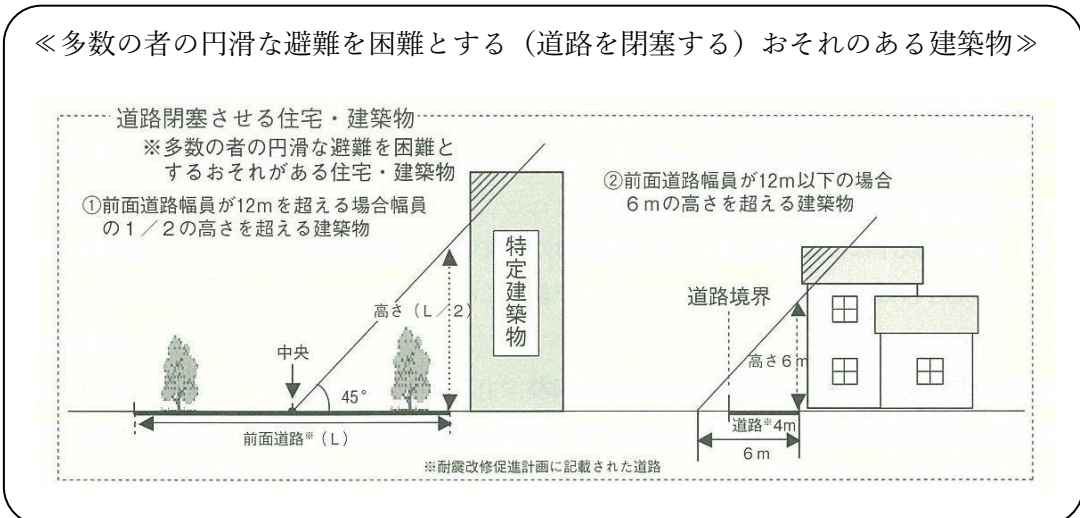 ≪多数の者の円滑な避難を困難とする（道路を閉塞する）おそれのある建築物≫
道路閉塞させる住宅・建築物
※多数の者の円滑な避難を困難と
するおそれがある住宅・建築物
①前面道路幅員が12mを超える場合幅員
の1／2の高さを超える建築物
②前面道路幅員が12m以下の場合
6mの高さを超える建築物
特定建築物
道路境界
高さ（L／2）
中央
高さ6m
45°
道路※4m
前面道路※（L）
6m
※耐震改修促進計画に記載された道路